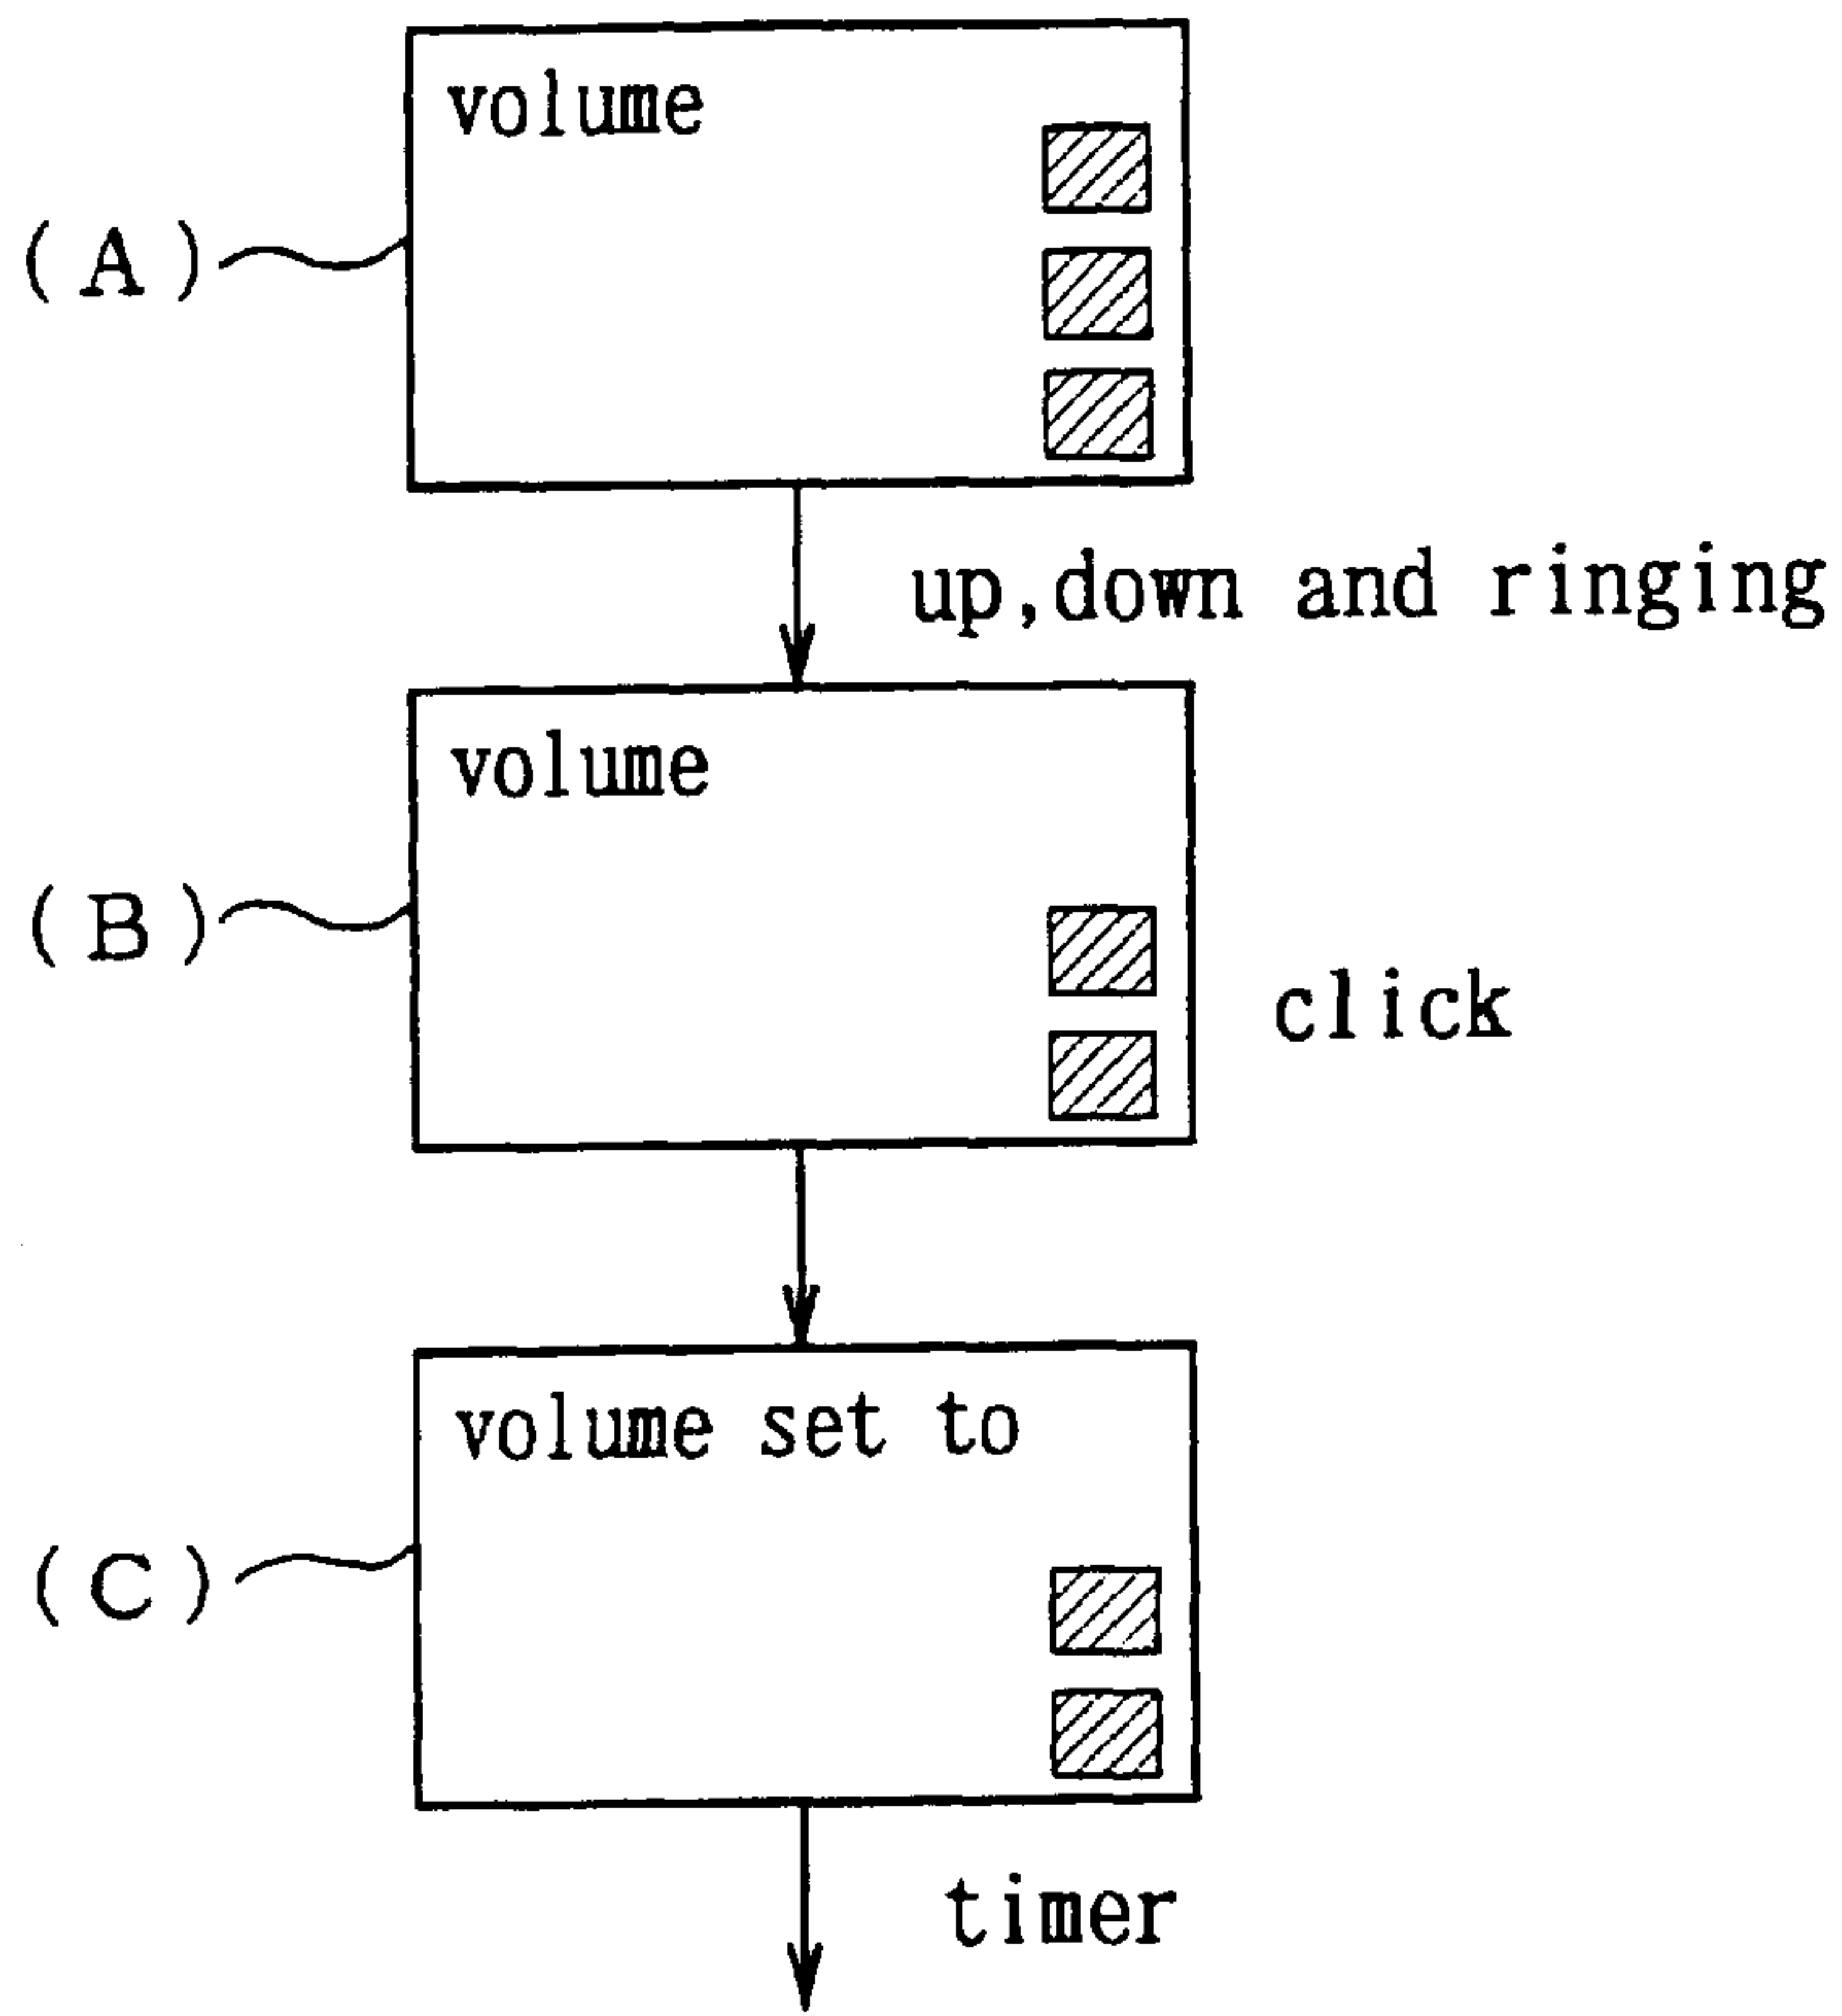 volume
(A)
up,down and ringing
volume
(B)
click
volume set to
(C)
timer